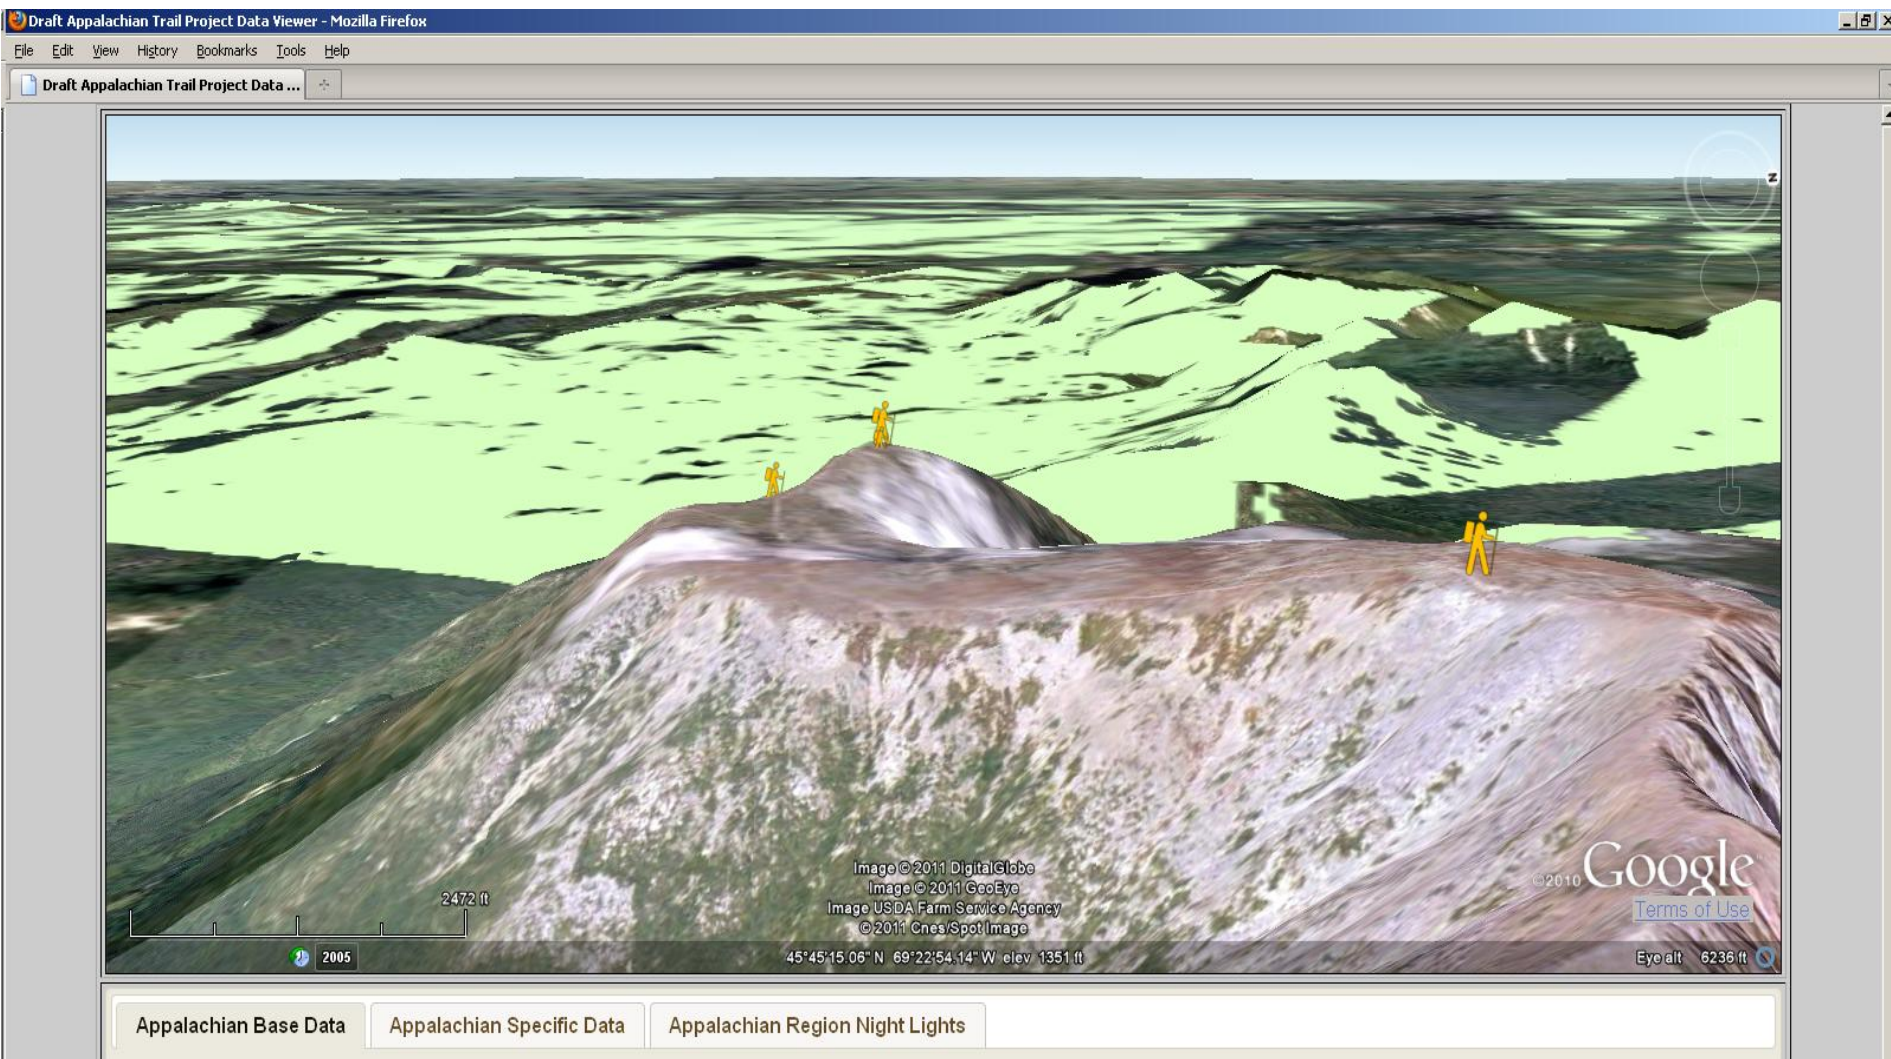 Draft Appalachian Trail Project Data Viewer - Mozilla Firefox
File Edit View History Bookmarks Tools Help
Draft Appalachian Trail Project Data ...
N
Image © 2011 DigitalGlobe
Image © 2011 GeoEye
Image USDA Farm Service Agency
© 2011 Cnes/Spot Image
©2010 Google
Terms of Use
2472 ft
2005
45°45'15.06" N 69°22'54.14" W elev 1351 ft
Eye alt 6236 ft
Appalachian Base Data
Appalachian Specific Data
Appalachian Region Night Lights